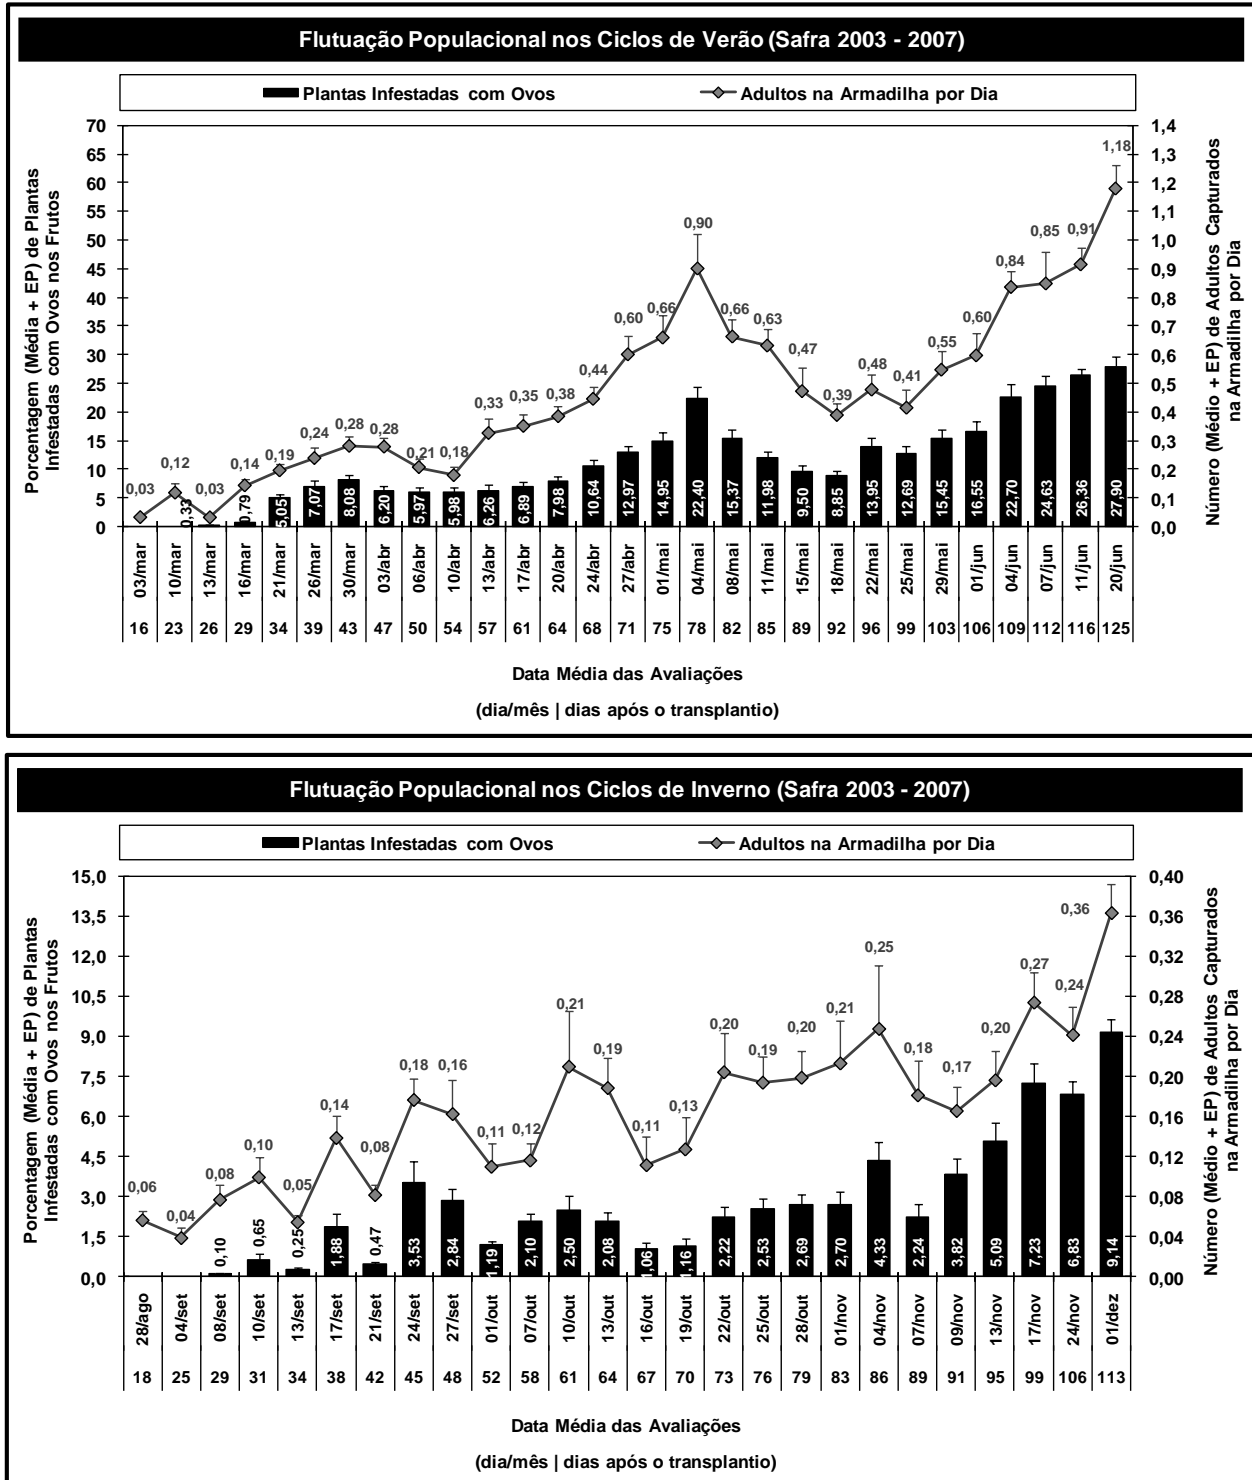 Flutuação Populacional nos Ciclos de Verão (Safra 2003 - 2007)
Plantas Infestadas com Ovos
Adultos na Armadilha por Dia
Porcentagem (Média + EP) de Plantas
Infestadas com Ovos nos Frutos
70
65
60
55
50
45
40
35
30
25
20
15
10
5
0
1,4
1,3
1,2
1,1
1,0
0,9
0,8
0,7
0,6
0,5
0,4
0,3
0,2
0,1
0,0
Número (Médio + EP) de Adultos Capturados
na Armadilha por Dia
0,03 0,12 0,03 0,14 0,19 0,24 0,28 0,28 0,21 0,18 0,33 0,35 0,38 0,44 0,60 0,66 0,90 0,66 0,63 0,47 0,39 0,48 0,41 0,55 0,60 0,84 0,85 0,91 1,18
0,33 0,79 5,05 7,07 8,08 6,20 5,97 5,98 6,26 6,89 7,98 10,64 12,97 14,95 22,40 15,37 11,98 9,50 8,85 13,95 12,69 15,45 16,55 22,70 24,63 26,36 27,90
03/mar 10/mar 13/mar 16/mar 21/mar 26/mar 30/mar 03/abr 06/abr 10/abr 13/abr 17/abr 20/abr 24/abr 27/abr 01/mai 04/mai 08/mai 11/mai 15/mai 18/mai 22/mai 25/mai 29/mai 01/jun 04/jun 07/jun 11/jun 20/jun
16 23 26 29 34 39 43 47 50 54 57 61 64 68 71 75 78 82 85 89 92 96 99 103 106 109 112 116 125
Data Média das Avaliações
(dia/mês | dias após o transplantio)
Flutuação Populacional nos Ciclos de Inverno (Safra 2003 - 2007)
Plantas Infestadas com Ovos
Adultos na Armadilha por Dia
Porcentagem (Média + EP) de Plantas
Infestadas com Ovos nos Frutos
15,0
13,5
12,0
10,5
9,0
7,5
6,0
4,5
3,0
1,5
0,0
0,40
0,36
0,32
0,28
0,24
0,20
0,16
0,12
0,08
0,04
0,00
Número (Médio + EP) de Adultos Capturados
na Armadilha por Dia
0,06 0,04 0,08 0,10 0,05 0,14 0,08 0,18 0,16 0,11 0,12 0,21 0,19 0,11 0,13 0,20 0,19 0,20 0,21 0,25 0,18 0,17 0,20 0,27 0,24 0,36
0,10 0,65 0,25 1,88 0,47 3,53 2,84 1,19 2,10 2,50 2,08 1,06 1,16 2,22 2,53 2,69 2,70 4,33 2,24 3,82 5,09 7,23 6,83 9,14
28/ago 04/set 08/set 10/set 13/set 17/set 21/set 24/set 27/set 01/out 07/out 10/out 13/out 16/out 19/out 22/out 25/out 28/out 01/nov 04/nov 07/nov 09/nov 13/nov 17/nov 24/nov 01/dez
18 25 29 31 34 38 42 45 48 52 58 61 64 67 70 73 76 79 83 86 89 91 95 99 106 113
Data Média das Avaliações
(dia/mês | dias após o transplantio)